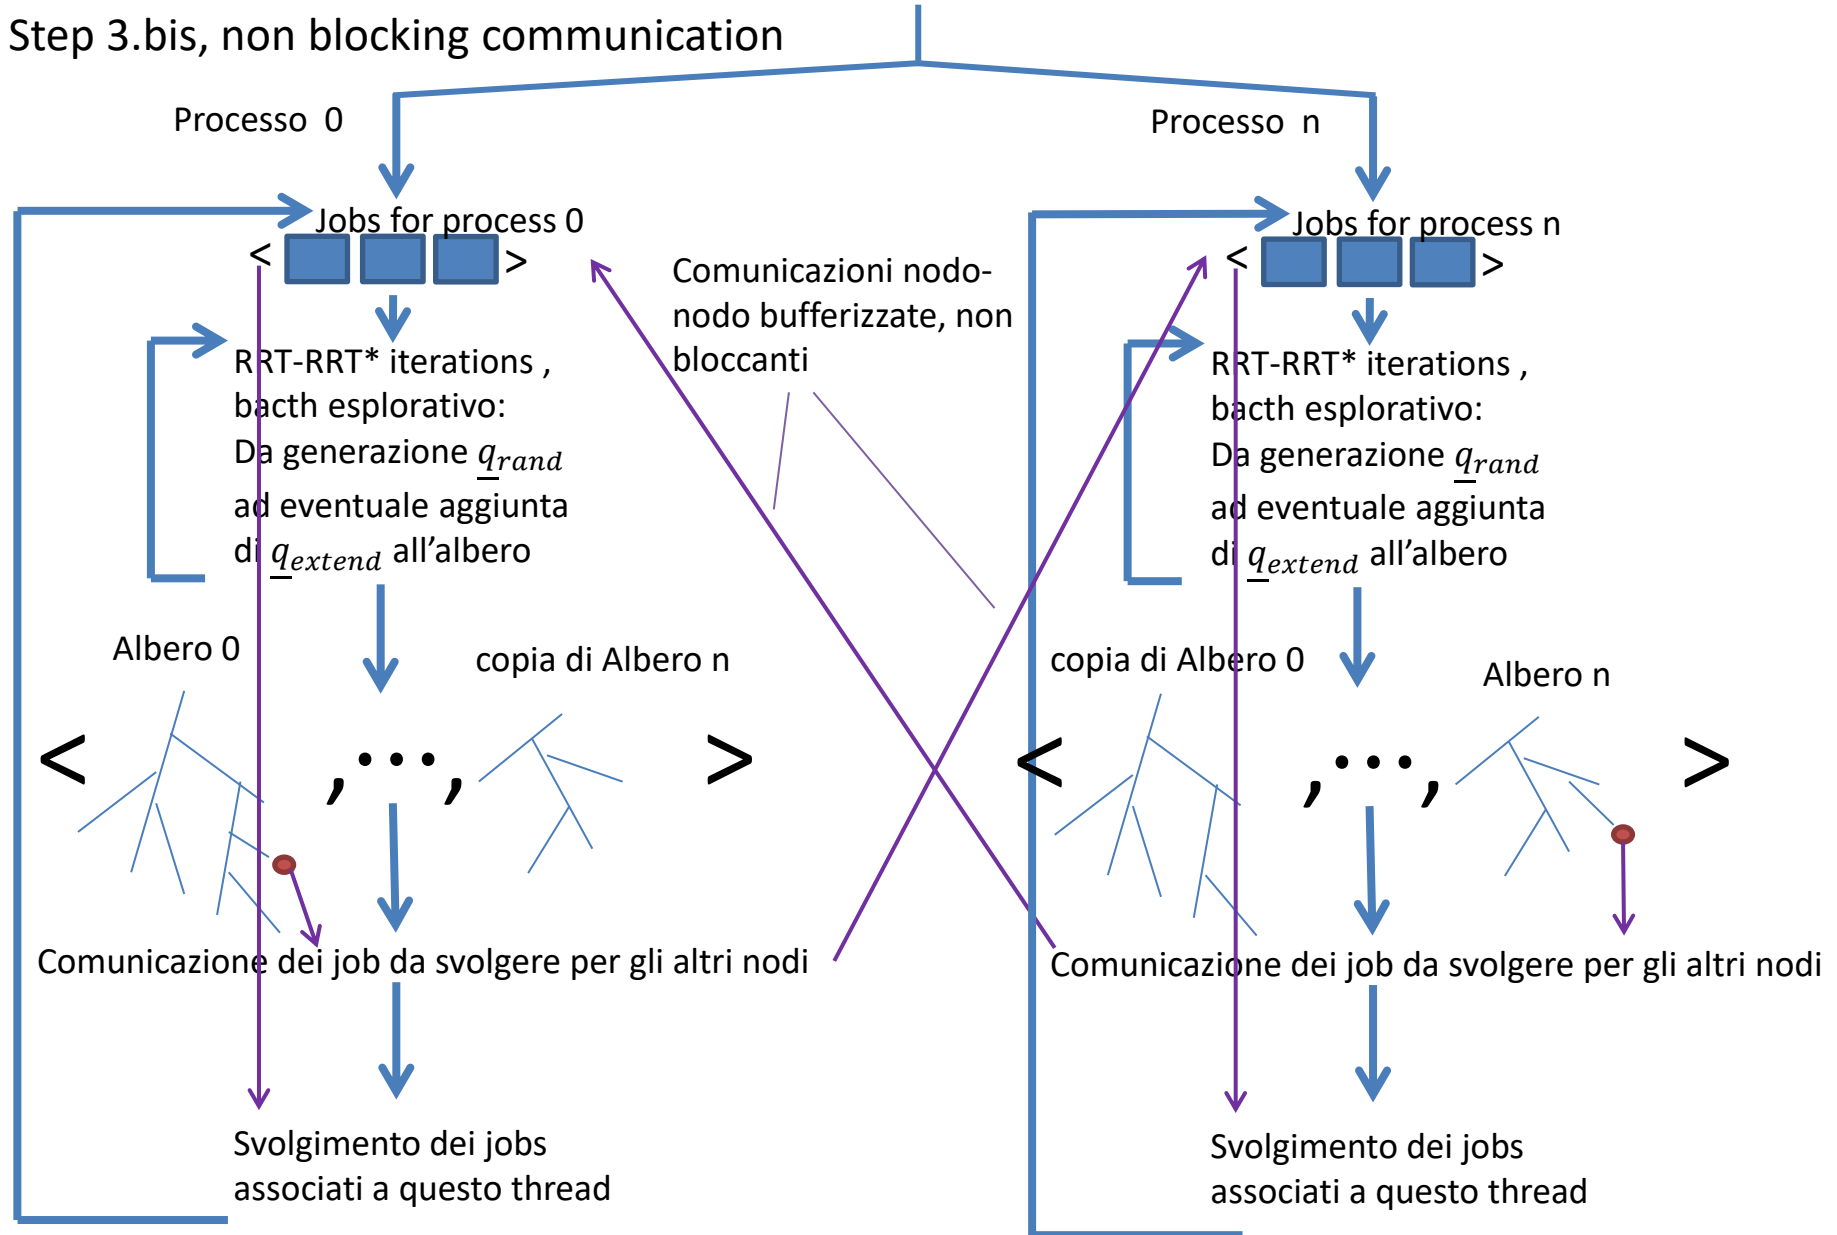 Step 3.bis, non blocking communication
Processo 0
Jobs for process 0
< >
RRT-RRT* iterations ,
bacth esplorativo:
Da generazione q_rand
ad eventuale aggiunta
di q_extend all'albero
Comunicazioni nodo-
nodo bufferizzate, non
bloccanti
Albero 0
copia di Albero n
< ,…, >
Comunicazione dei job da svolgere per gli altri nodi
Svolgimento dei jobs
associati a questo thread
Processo n
Jobs for process n
< >
RRT-RRT* iterations ,
bacth esplorativo:
Da generazione q_rand
ad eventuale aggiunta
di q_extend all'albero
copia di Albero 0
Albero n
< ,…, >
Comunicazione dei job da svolgere per gli altri nodi
Svolgimento dei jobs
associati a questo thread